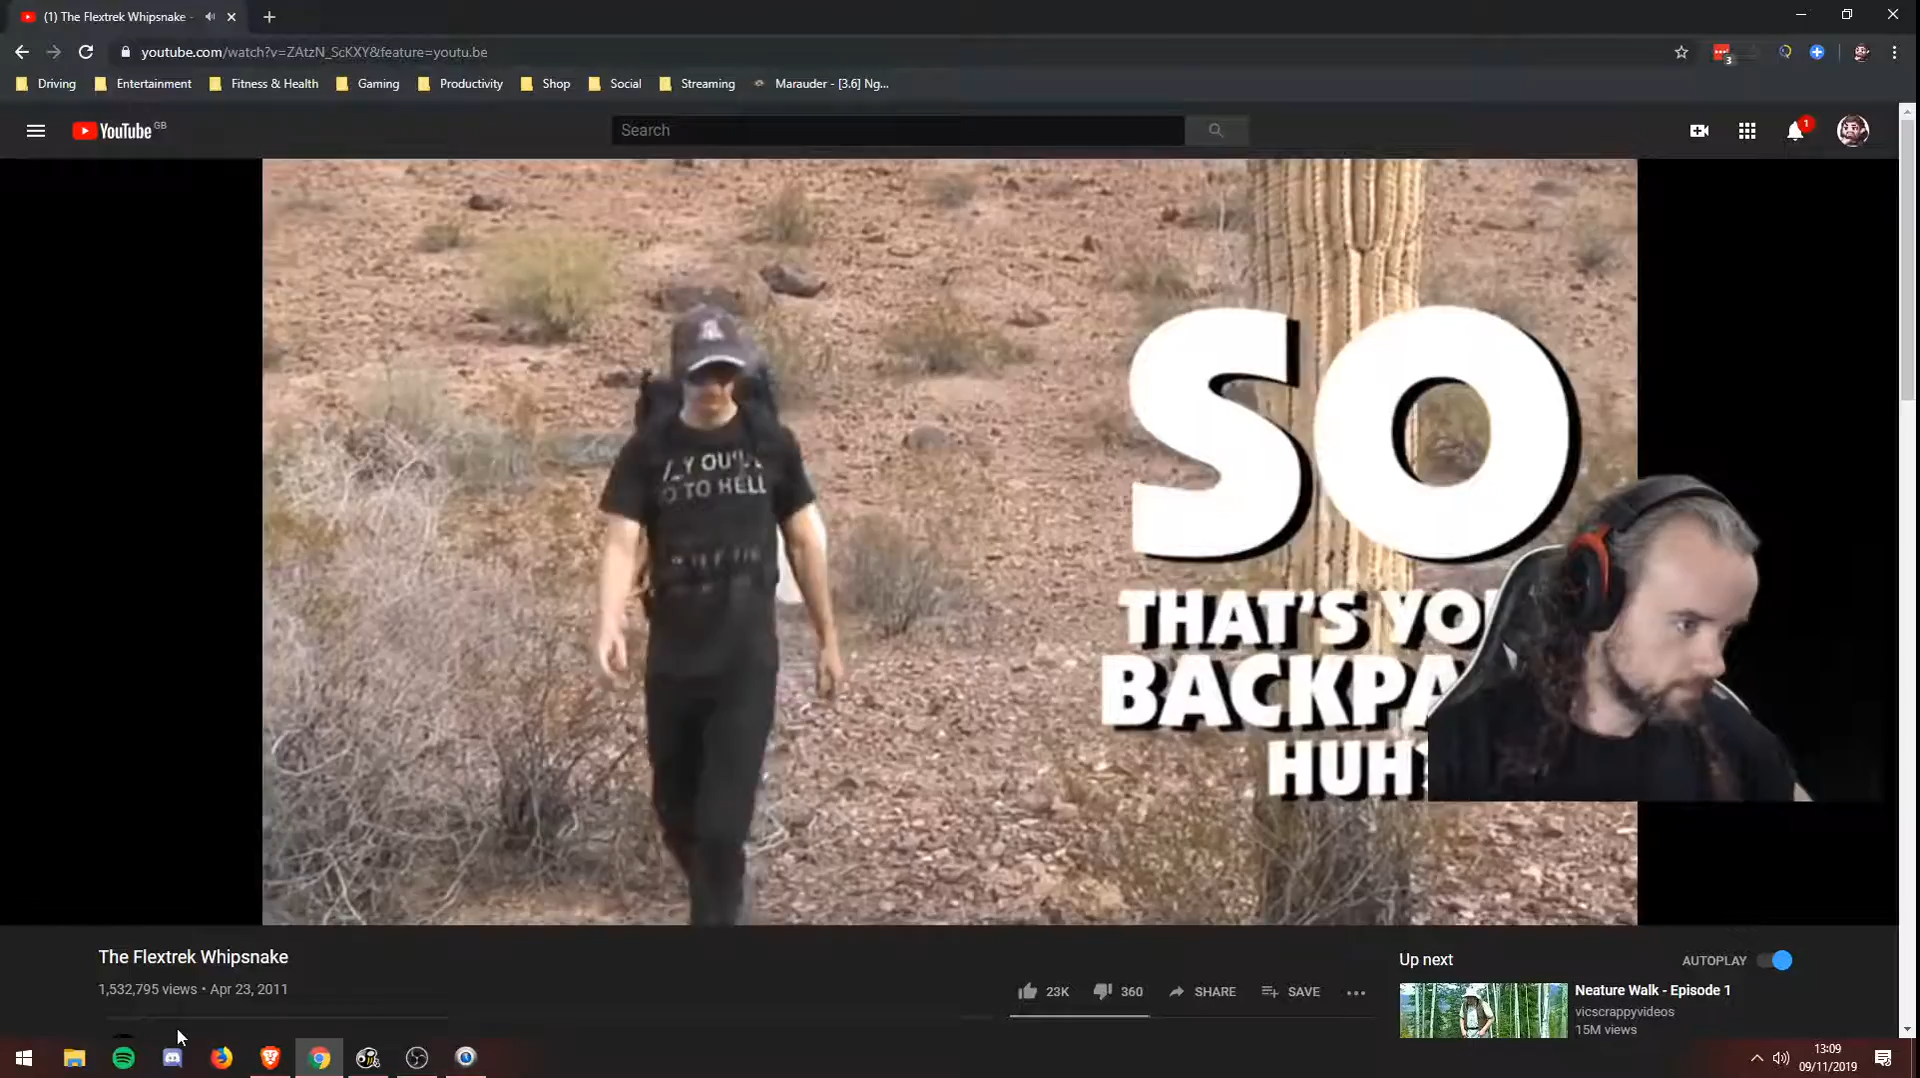 (1) The Flextrek Whipsnake -
youtube.com/watch?v=ZAtzN_ScKXY&feature=youtu.be
3
Driving Entertainment Fitness & Health Gaming Productivity Shop Social Streaming Marauder - [3.6] Ng...
YouTube GB
Search
1
SO
THAT'S YO
BACKPA
HUH
TO HELL
The Flextrek Whipsnake
1,532,795 views • Apr 23, 2011
23K 360 SHARE SAVE
Up next
AUTOPLAY
Neature Walk - Episode 1
vicscrappyvideos
15M views
13:09
09/11/2019